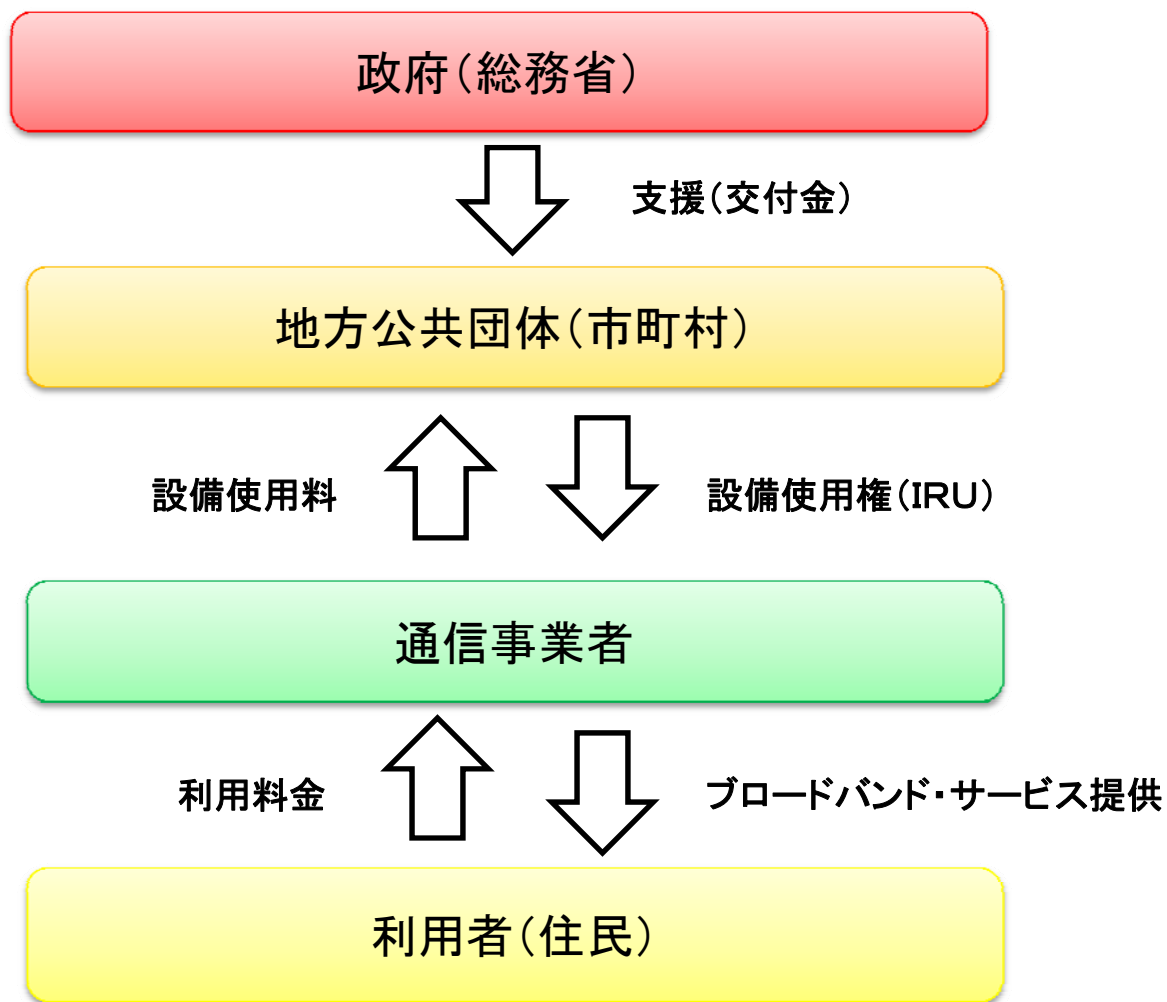 政府(総務省)
支援(交付金)
地方公共団体(市町村)
設備使用料
設備使用権(IRU)
通信事業者
利用料金
ブロードバンド・サービス提供
利用者(住民)